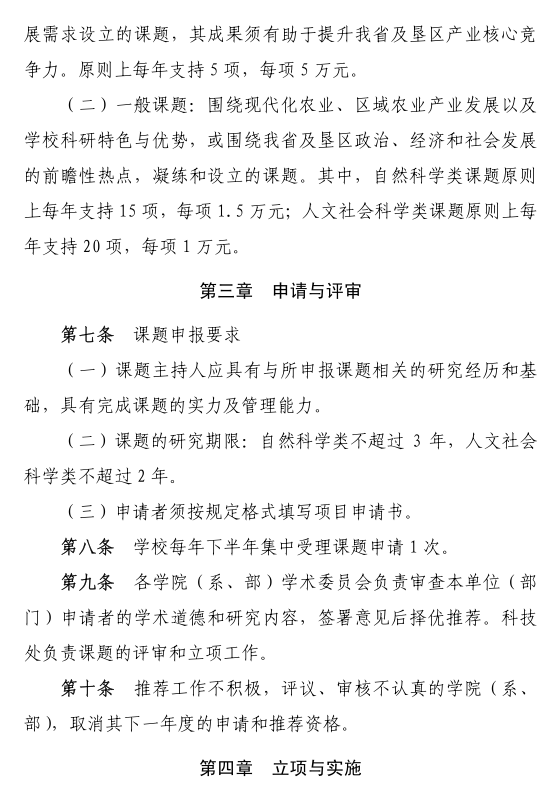 展需求设立的课题，其成果须有助于提升我省及垦区产业核心竞
争力。原则上每年支持 5 项，每项 5 万元。
（二）一般课题：围绕现代化农业、区域农业产业发展以及
学校科研特色与优势，或围绕我省及垦区政治、经济和社会发展
的前瞻性热点，凝练和设立的课题。其中，自然科学类课题原则
上每年支持 15 项，每项 1.5 万元；人文社会科学类课题原则上每
年支持 20 项，每项 1 万元。
第三章　申请与评审
第七条　课题申报要求
（一）课题主持人应具有与所申报课题相关的研究经历和基
础，具有完成课题的实力及管理能力。
（二）课题的研究期限：自然科学类不超过 3 年，人文社会
科学类不超过 2 年。
（三）申请者须按规定格式填写项目申请书。
第八条　学校每年下半年集中受理课题申请 1 次。
第九条　各学院（系、部）学术委员会负责审查本单位（部
门）申请者的学术道德和研究内容，签署意见后择优推荐。科技
处负责课题的评审和立项工作。
第十条　推荐工作不积极，评议、审核不认真的学院（系、
部），取消其下一年度的申请和推荐资格。
第四章　立项与实施